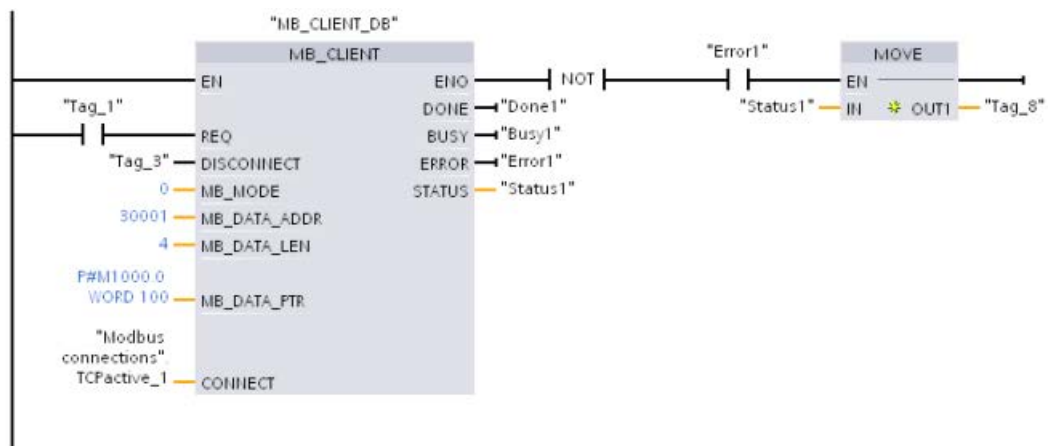 "MB_CLIENT_DB"
MB_CLIENT
"Error1"
MOVE
EN
ENO
NOT
EN
"Tag_1"
DONE
"Done1"
"Status1"
IN
OUT1
"Tag_8"
REQ
BUSY
"Busy1"
"Tag_3"
DISCONNECT
ERROR
"Error1"
0
MB_MODE
STATUS
"Status1"
30001
MB_DATA_ADDR
4
MB_DATA_LEN
P#M1000.0
WORD 100
MB_DATA_PTR
"Modbus
connections".
TCPactive_1
CONNECT